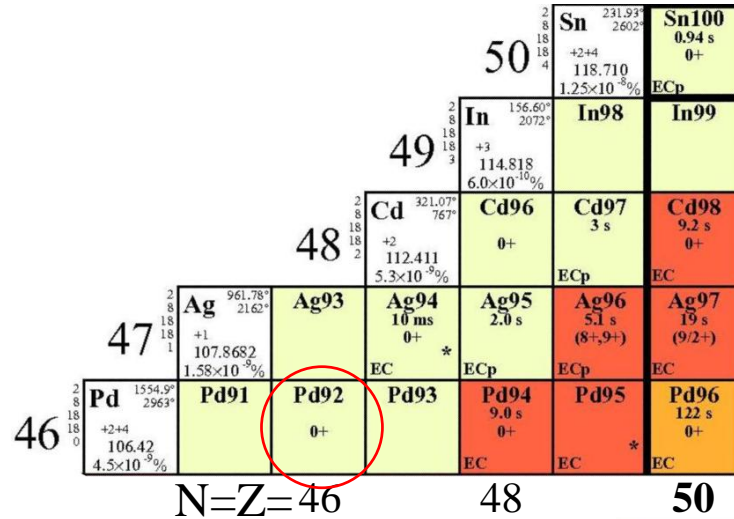 50
2
8
18
18
4
Sn
231.93°
2602°
+2+4
118.710
1.25×10⁻⁸%
Sn100
0.94 s
0+
ECp
49
2
8
18
18
3
In
156.60°
2072°
+3
114.818
6.0×10⁻¹⁰%
In98
In99
48
2
8
18
18
2
Cd
321.07°
767°
+2
112.411
5.3×10⁻⁹%
Cd96
0+
Cd97
3 s
ECp
Cd98
9.2 s
0+
EC
47
2
8
18
18
1
Ag
961.78°
2162°
+1
107.8682
1.58×10⁻⁹%
Ag93
Ag94
10 ms
0+
*
EC
Ag95
2.0 s
ECp
Ag96
5.1 s
(8+,9+)
ECp
Ag97
19 s
(9/2+)
EC
46
2
8
18
18
0
Pd
1554.9°
2963°
+2+4
106.42
4.5×10⁻⁹%
Pd91
Pd92
0+
Pd93
Pd94
9.0 s
0+
EC
Pd95
*
EC
Pd96
122 s
0+
EC
N=Z= 46 48 50